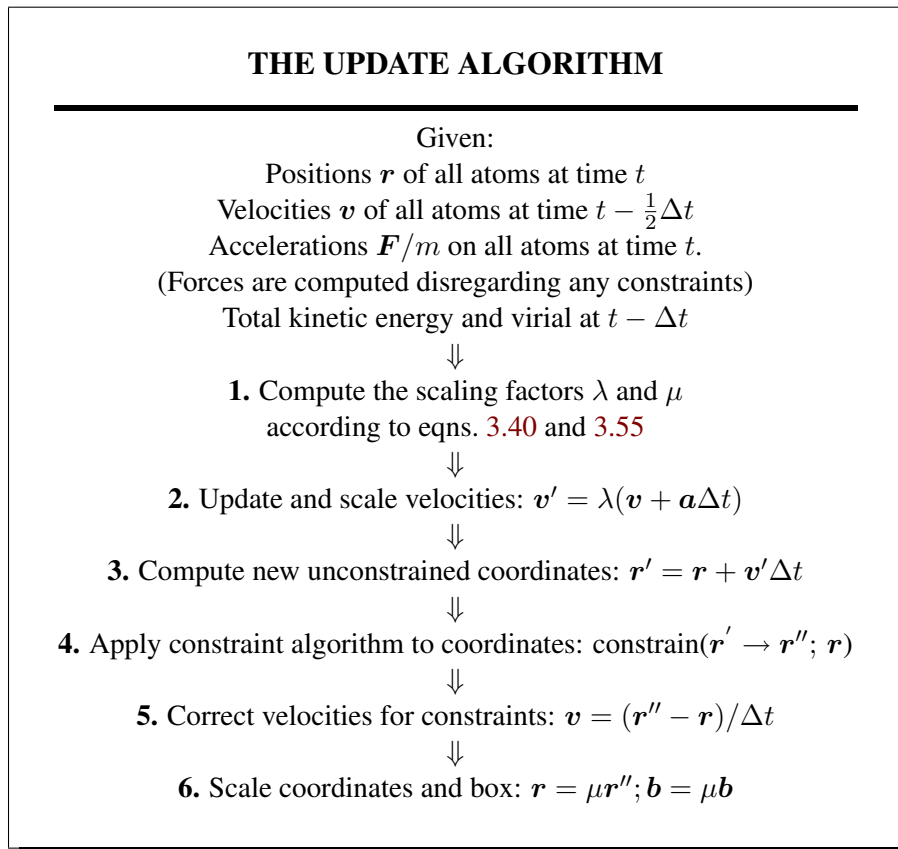 THE UPDATE ALGORITHM
Given:
Positions r of all atoms at time t
Velocities v of all atoms at time t − ½Δt
Accelerations F/m on all atoms at time t.
(Forces are computed disregarding any constraints)
Total kinetic energy and virial at t − Δt
⇓
1. Compute the scaling factors λ and μ
according to eqns. 3.40 and 3.55
⇓
2. Update and scale velocities: v′ = λ(v + aΔt)
⇓
3. Compute new unconstrained coordinates: r′ = r + v′Δt
⇓
4. Apply constraint algorithm to coordinates: constrain(r′ → r″; r)
⇓
5. Correct velocities for constraints: v = (r″ − r)/Δt
⇓
6. Scale coordinates and box: r = μr″; b = μb